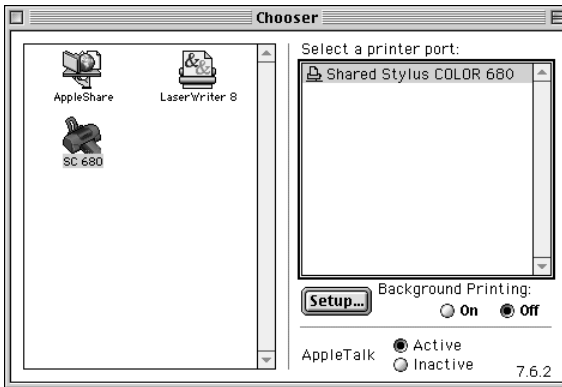 Chooser
AppleShare
LaserWriter 8
SC 680
Select a printer port:
Shared Stylus COLOR 680
Setup...
Background Printing:
On Off
AppleTalk
Active
Inactive
7.6.2